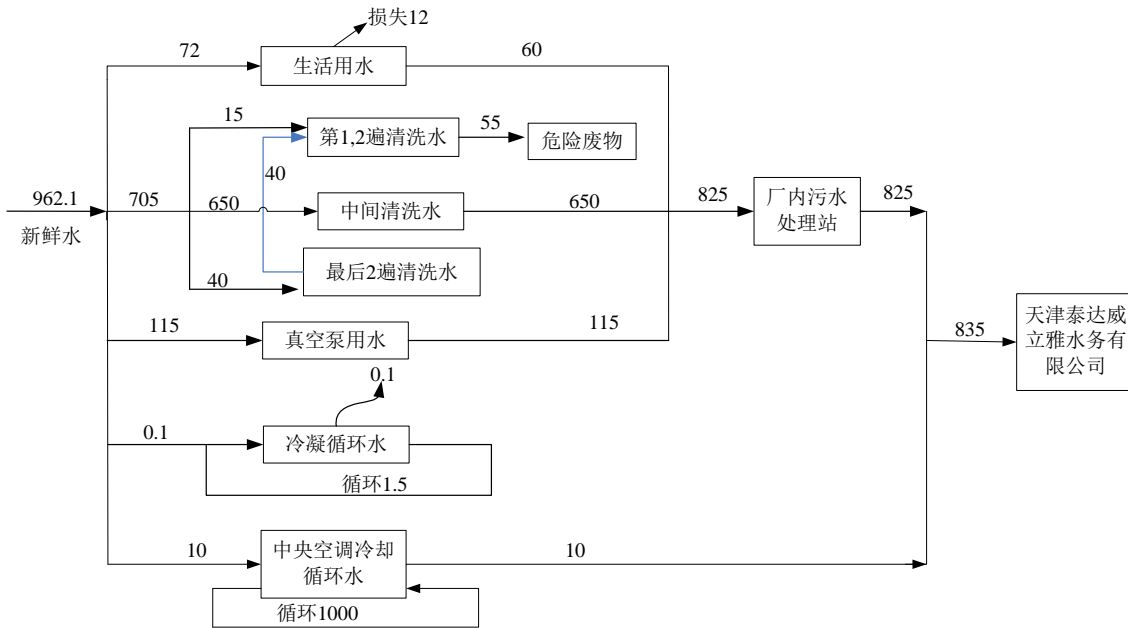 损失12
72
生活用水
60
15
第1,2遍清洗水
55
危险废物
40
962.1
新鲜水
705
650
中间清洗水
650
825
厂内污水
处理站
825
最后2遍清洗水
40
115
真空泵用水
115
835
天津泰达威
立雅水务有
限公司
0.1
0.1
冷凝循环水
循环1.5
10
中央空调冷却
循环水
10
循环1000